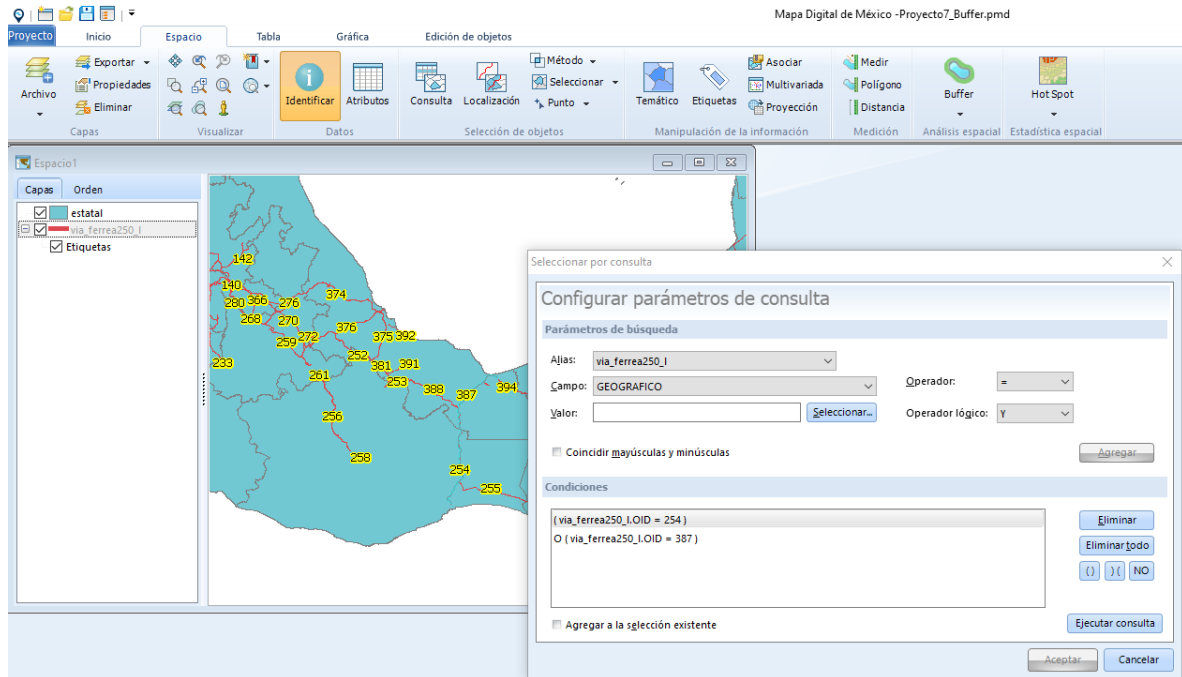 Mapa Digital de México -Proyecto7_Buffer.pmd
Proyecto Inicio Espacio Tabla Gráfica Edición de objetos
Archivo
Exportar
Propiedades
Eliminar
Capas
Visualizar
Identificar
Atributos
Datos
Consulta
Localización
Método
Seleccionar
Punto
Selección de objetos
Temático
Etiquetas
Asociar
Multivariada
Proyección
Manipulación de la información
Medir
Polígono
Distancia
Medición
Buffer
Análisis espacial
Hot Spot
Estadística espacial
Espacio1
Capas Orden
estatal
via_ferrea250_l
Etiquetas
142
140
280 366 276 374
268 270
376
259 272 375 392
233
252
381 391
261
253 388 387 394
256
258
254
255
Seleccionar por consulta
Configurar parámetros de consulta
Parámetros de búsqueda
Alias: via_ferrea250_l
Campo: GEOGRAFICO Operador: =
Valor: Seleccionar... Operador lógico: Y
Coincidir mayúsculas y minúsculas Agregar
Condiciones
( via_ferrea250_l.OID = 254 )
O ( via_ferrea250_l.OID = 387 )
Eliminar
Eliminar todo
() )( NO
Agregar a la selección existente Ejecutar consulta
Aceptar Cancelar